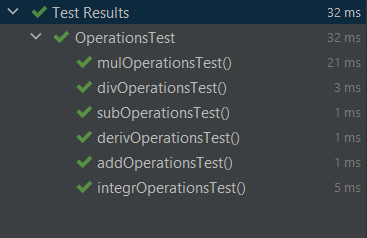 Test Results 32 ms
OperationsTest 32 ms
mulOperationsTest() 21 ms
divOperationsTest() 3 ms
subOperationsTest() 1 ms
derivOperationsTest() 1 ms
addOperationsTest() 1 ms
integrOperationsTest() 5 ms